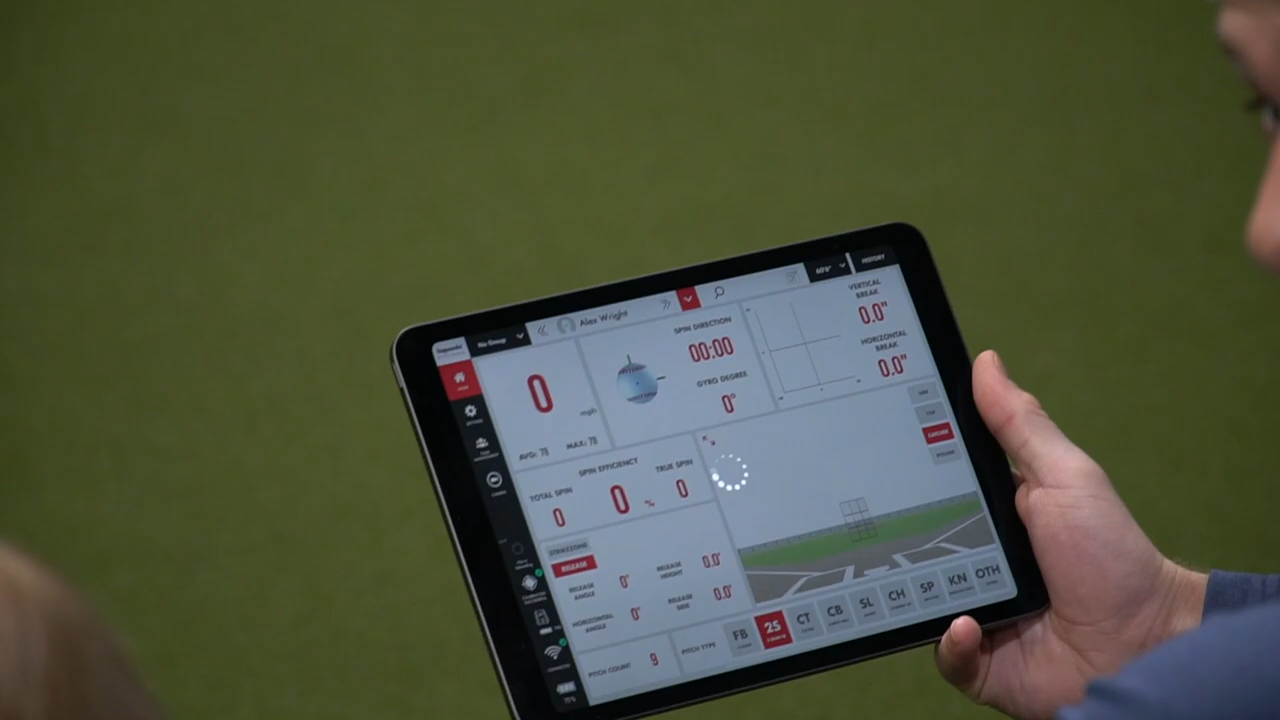 No Group
Alex Wright
60'6"
HISTORY
0
mph
AVG: 78
MAX: 78
SPIN DIRECTION
00:00
GYRO DEGREE
0°
VERTICAL
BREAK
0.0"
HORIZONTAL
BREAK
0.0"
TOTAL SPIN
0
SPIN EFFICIENCY
0 %
TRUE SPIN
0
CATCHER
STRIKEZONE
RELEASE
RELEASE
ANGLE
0°
RELEASE
HEIGHT
0.0'
HORIZONTAL
ANGLE
0°
RELEASE
SIDE
0.0'
PITCH COUNT
9
PITCH TYPE
FB
2S
CT
CB
SL
CH
SP
KN
OTH